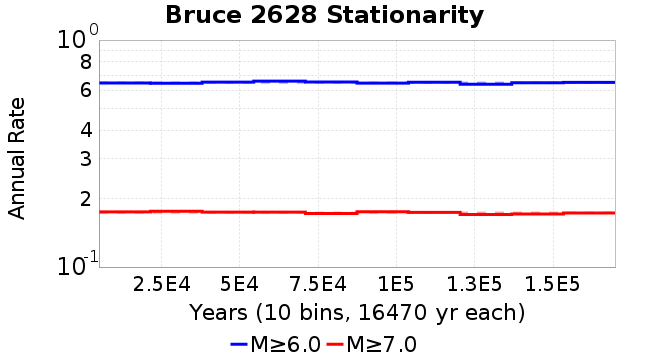 Bruce 2628 Stationarity
Annual Rate
10^0
8
6
4
3
2
10^-1
2.5E4 5E4 7.5E4 1E5 1.3E5 1.5E5
Years (10 bins, 16470 yr each)
M≥6.0 M≥7.0